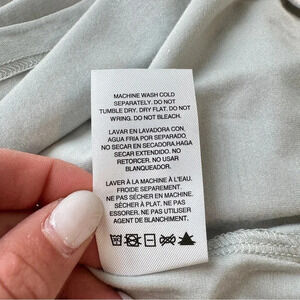 MACHINE WASH COLD
SEPARATELY. DO NOT
TUMBLE DRY. DRY FLAT. DO NOT
WRING. DO NOT BLEACH.
LAVAR EN LAVADORA CON,
AGUA FRIA POR SEPARADO,
NO SECAR EN SECADORA.HAGA
SECAR EXTENDIDO. NO
RETORCER. NO USAR
BLANQUEADOR.
LAVER À LA MACHINE À L'EAU.
FROIDE SEPAREMENT.
NE PAS SÉCHER EN MACHINE.
SÉCHER À PLAT. NE PAS
ESSORER. NE PAS UTILISER
AGENT DE BLANCHIMENT.